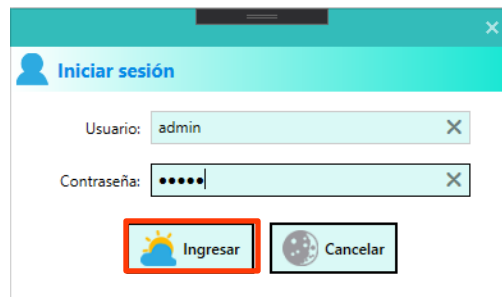 Iniciar sesión
Usuario: admin
Contraseña: •••••
Ingresar Cancelar